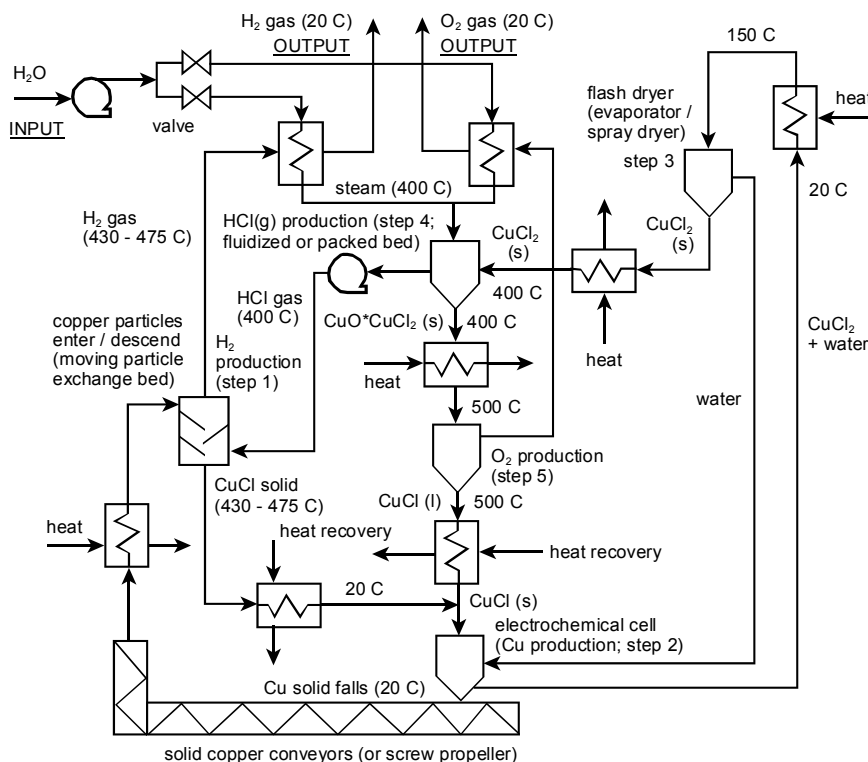 H₂ gas (20 C)
OUTPUT
O₂ gas (20 C)
OUTPUT
150 C
H₂O
INPUT
valve
flash dryer
(evaporator /
spray dryer)
step 3
heat
20 C
steam (400 C)
H₂ gas
(430 - 475 C)
HCl(g) production (step 4;
fluidized or packed bed)
CuCl₂
(s)
CuCl₂
(s)
400 C
HCl gas
(400 C)
CuO*CuCl₂ (s)
400 C
heat
CuCl₂
+ water
copper particles
enter / descend
(moving particle
exchange bed)
H₂
production
(step 1)
heat
500 C
water
O₂ production
(step 5)
CuCl solid
(430 - 475 C)
CuCl (l)
500 C
heat
heat recovery
heat recovery
20 C
CuCl (s)
electrochemical cell
(Cu production; step 2)
Cu solid falls (20 C)
solid copper conveyors (or screw propeller)